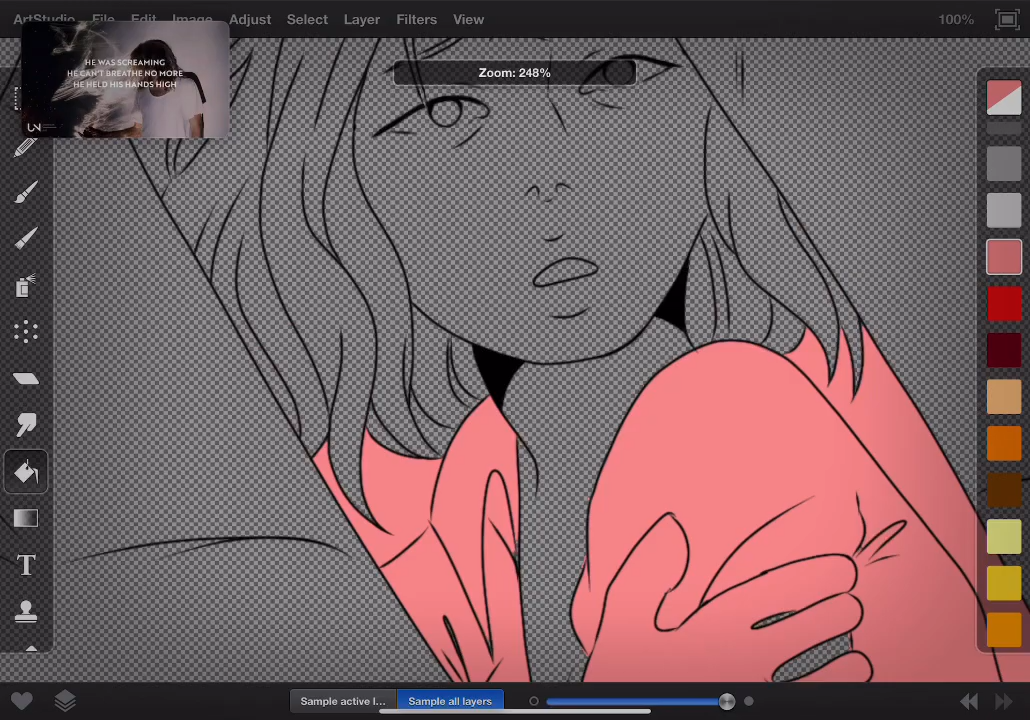 ArtStudio File Edit Image Adjust Select Layer Filters View 100%
HE WAS SCREAMING
HE CAN'T BREATHE NO MORE
HE HELD HIS HANDS HIGH
Zoom: 248%
T
Sample active l... Sample all layers